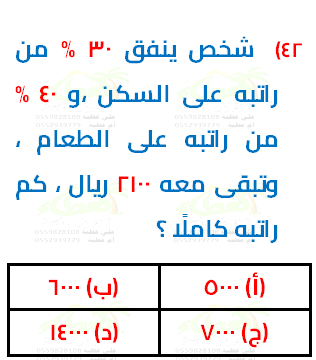 ٤٢) شخص ينفق ٣٠ % من
راتبه على السكن ،و ٤٠ %
من راتبه على الطعام ،
وتبقى معه ٢١٠٠ ريال ، كم
راتبه كاملًا ؟
(أ) ٥٠٠٠ (ب) ٦٠٠٠
(ج) ٧٠٠٠ (د) ١٤٠٠٠